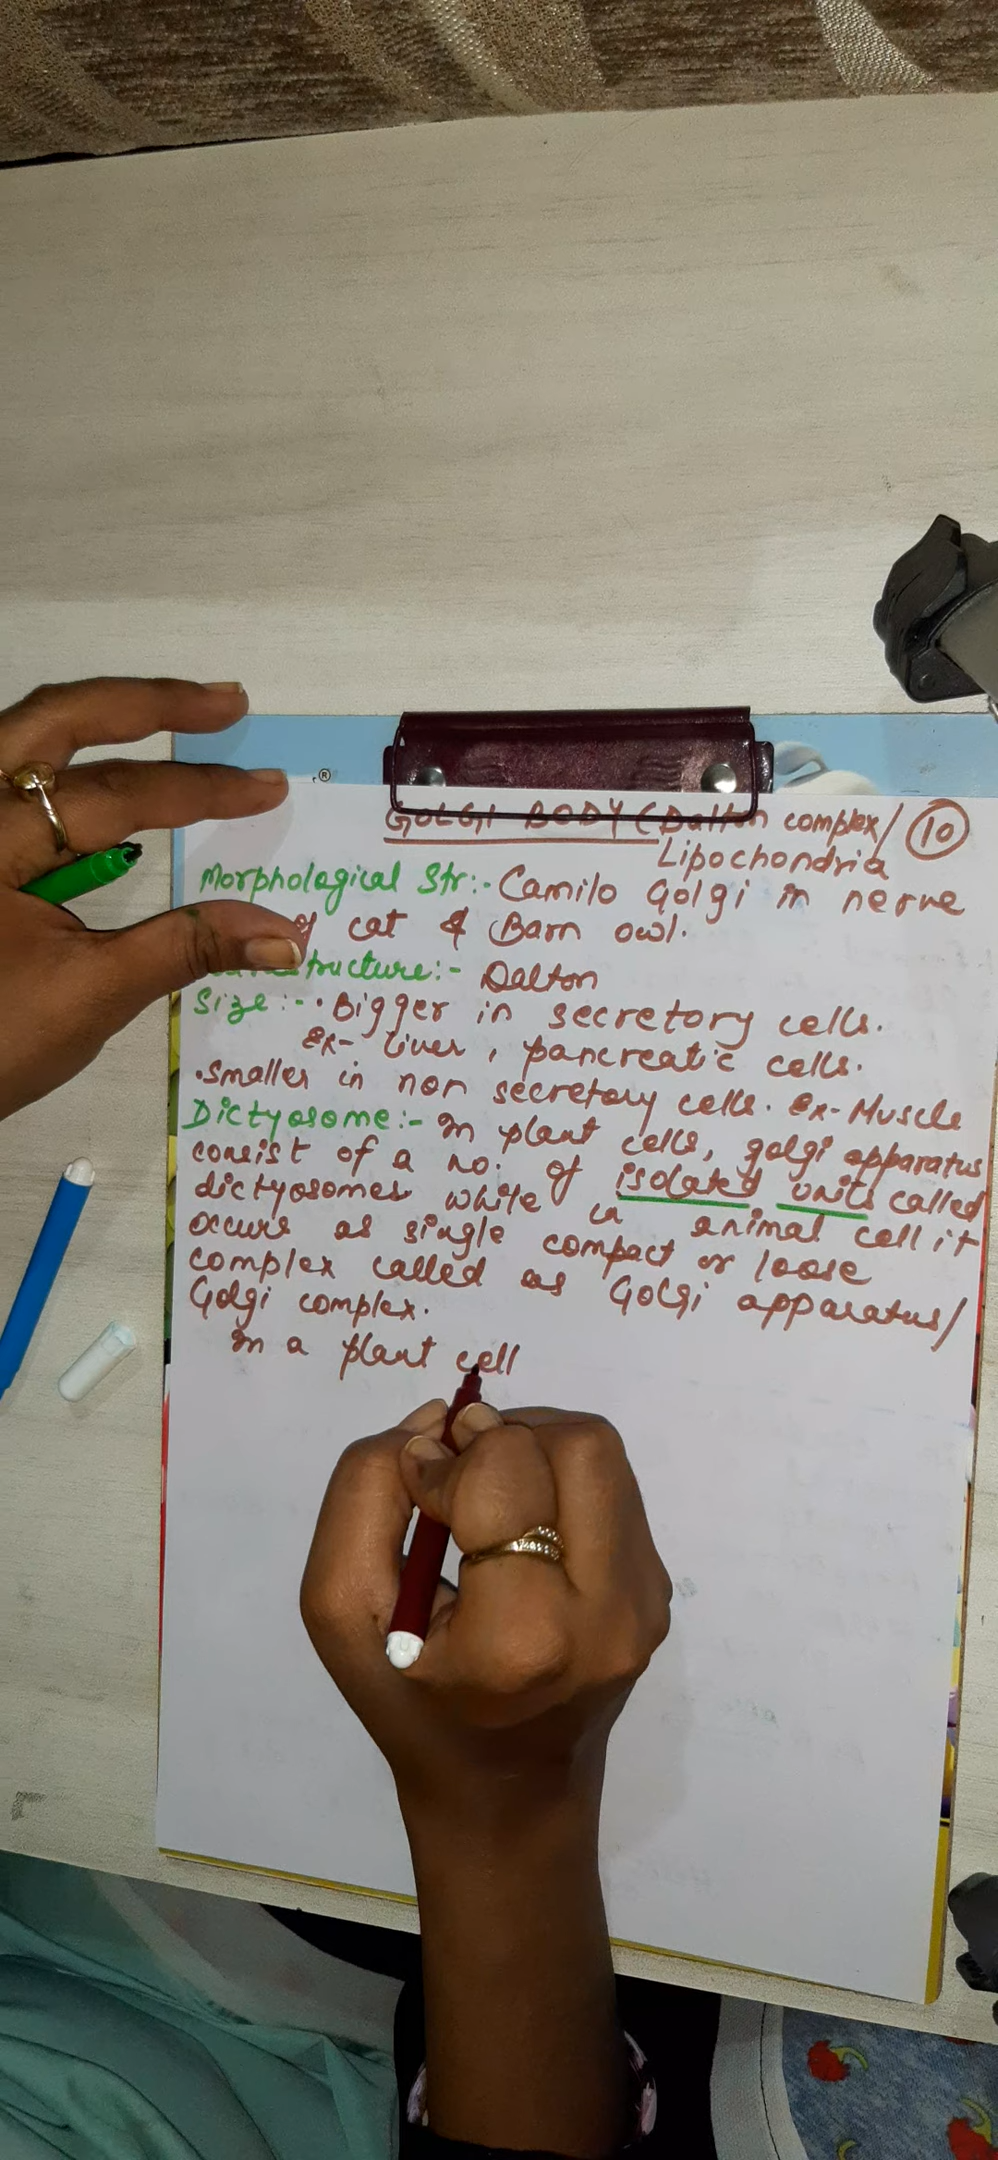 GOLGI BODY (Dalton complex/ 10
Lipochondria
Morphological Str:- Camilo Golgi in nerve
of cat & Barn owl.
structure:- Dalton
Size:- • Bigger in secretory cells.
Ex- liver, pancreatic cells.
• Smaller in non secretory cells. Ex- Muscle
Dictyosome:- In plant cells, golgi apparatus
consist of a no. of isolated units called
dictyosomes while in animal cell it
occurs as single compact or loose
complex called as Golgi apparatus/
Golgi complex.
In a plant cell